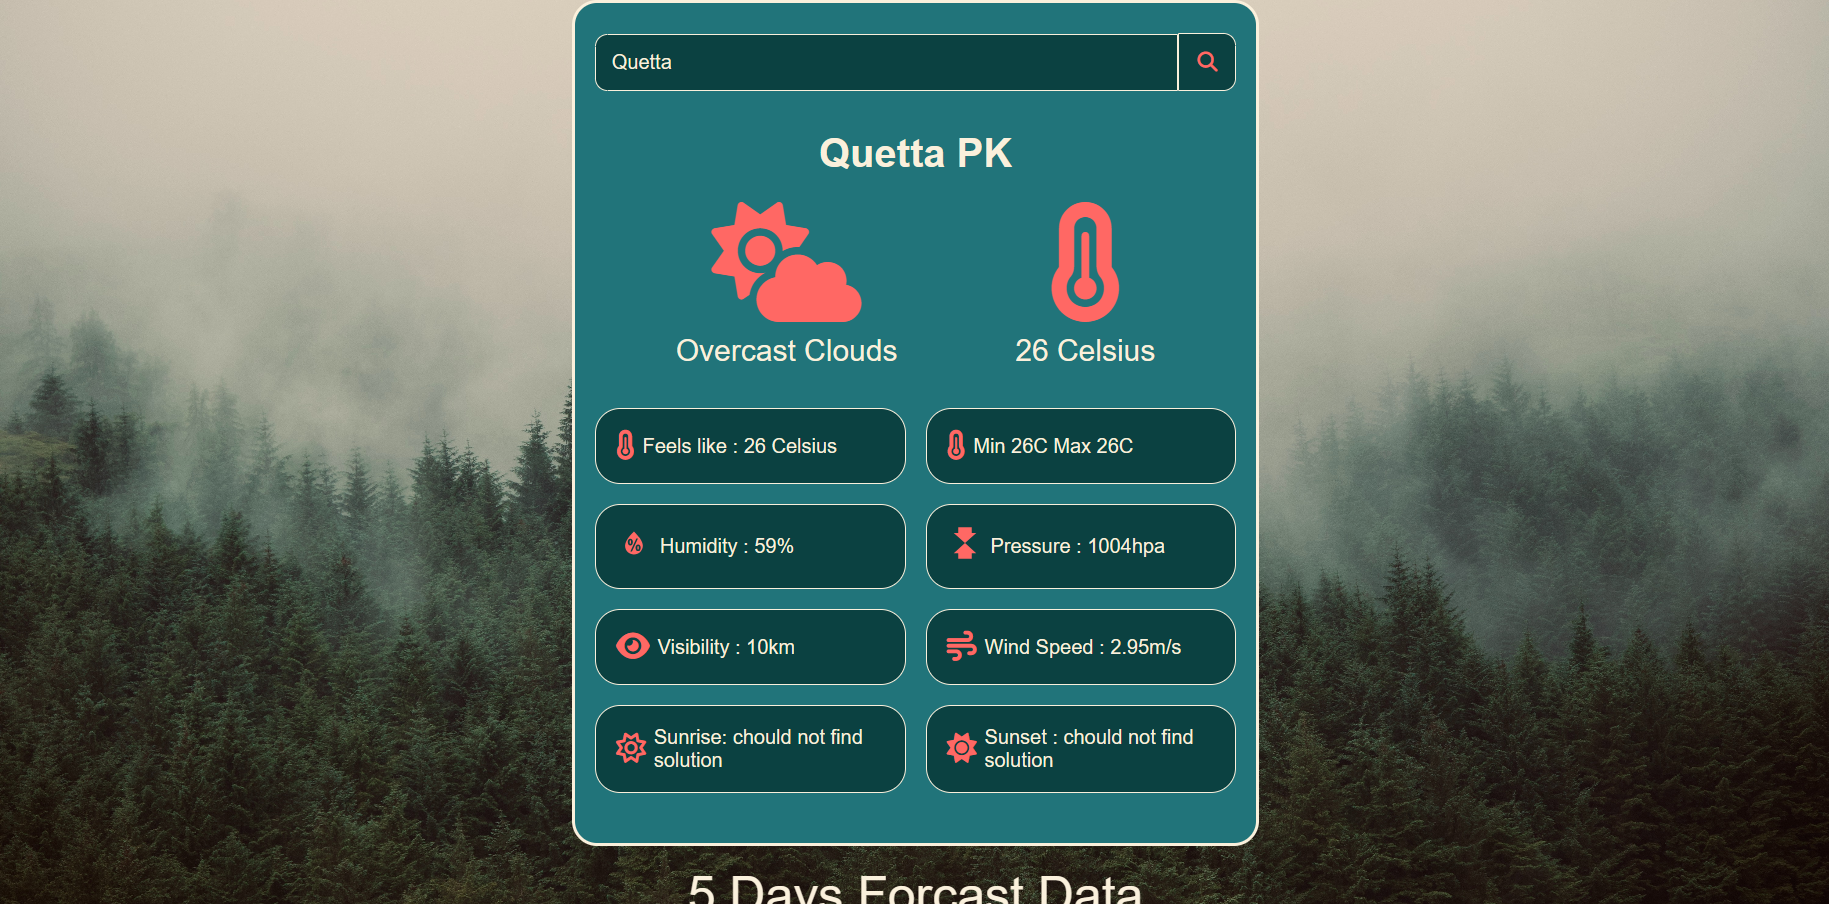 Quetta
Quetta PK
Overcast Clouds
26 Celsius
Feels like : 26 Celsius
Min 26C Max 26C
Humidity : 59%
Pressure : 1004hpa
Visibility : 10km
Wind Speed : 2.95m/s
Sunrise: chould not find
solution
Sunset : chould not find
solution
5 Days Forcast Data